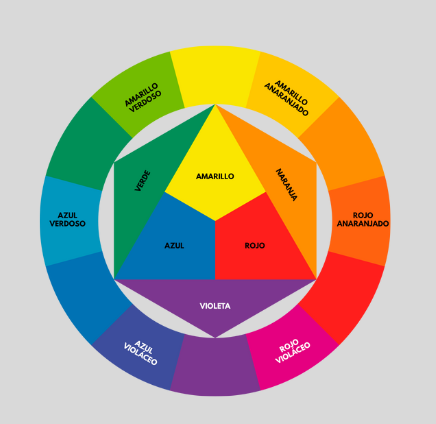 AMARILLO
VERDOSO
AMARILLO
ANARANJADO
VERDE
AMARILLO
NARANJA
AZUL
VERDOSO
ROJO
ANARANJADO
AZUL
ROJO
VIOLETA
AZUL
VIOLÁCEO
ROJO
VIOLÁCEO